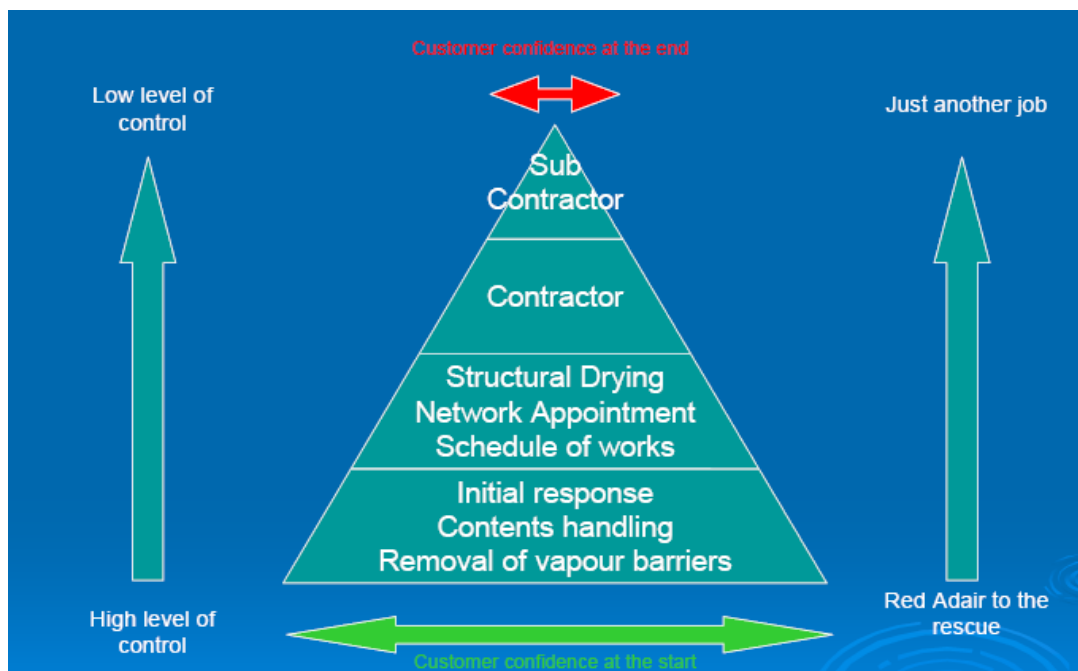 Customer confidence at the end
Low level of
control
Just another job
Sub
Contractor
Contractor
Structural Drying
Network Appointment
Schedule of works
Initial response
Contents handling
Removal of vapour barriers
High level of
control
Red Adair to the
rescue
Customer confidence at the start